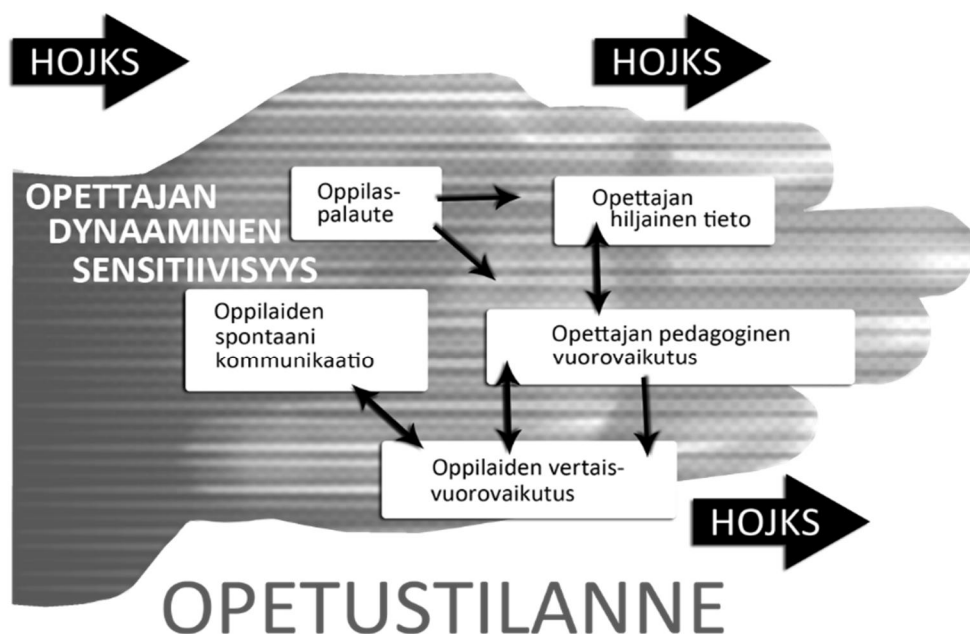 HOJKS
HOJKS
OPETTAJAN
DYNAAMINEN
SENSITIIVISYYS
Oppilas-
palaute
Opettajan
hiljainen tieto
Oppilaiden
spontaani
kommunikaatio
Opettajan pedagoginen
vuorovaikutus
Oppilaiden vertais-
vuorovaikutus
HOJKS
OPETUSTILANNE